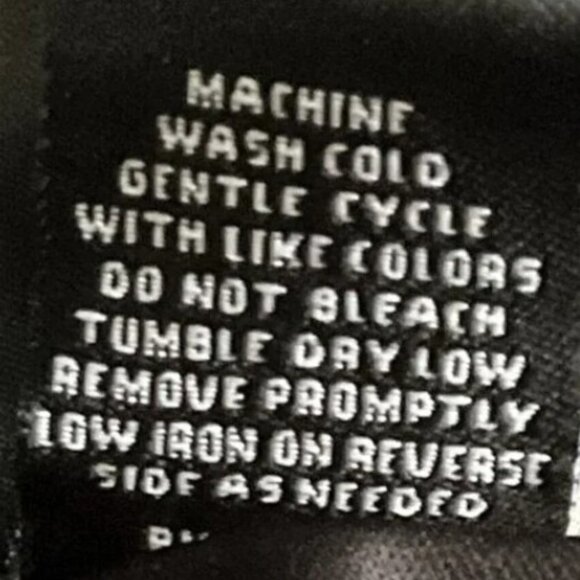 MACHINE
WASH COLD
GENTLE CYCLE
WITH LIKE COLORS
DO NOT BLEACH
TUMBLE DRY LOW
REMOVE PROMPTLY
LOW IRON ON REVERSE
SIDE AS NEEDED